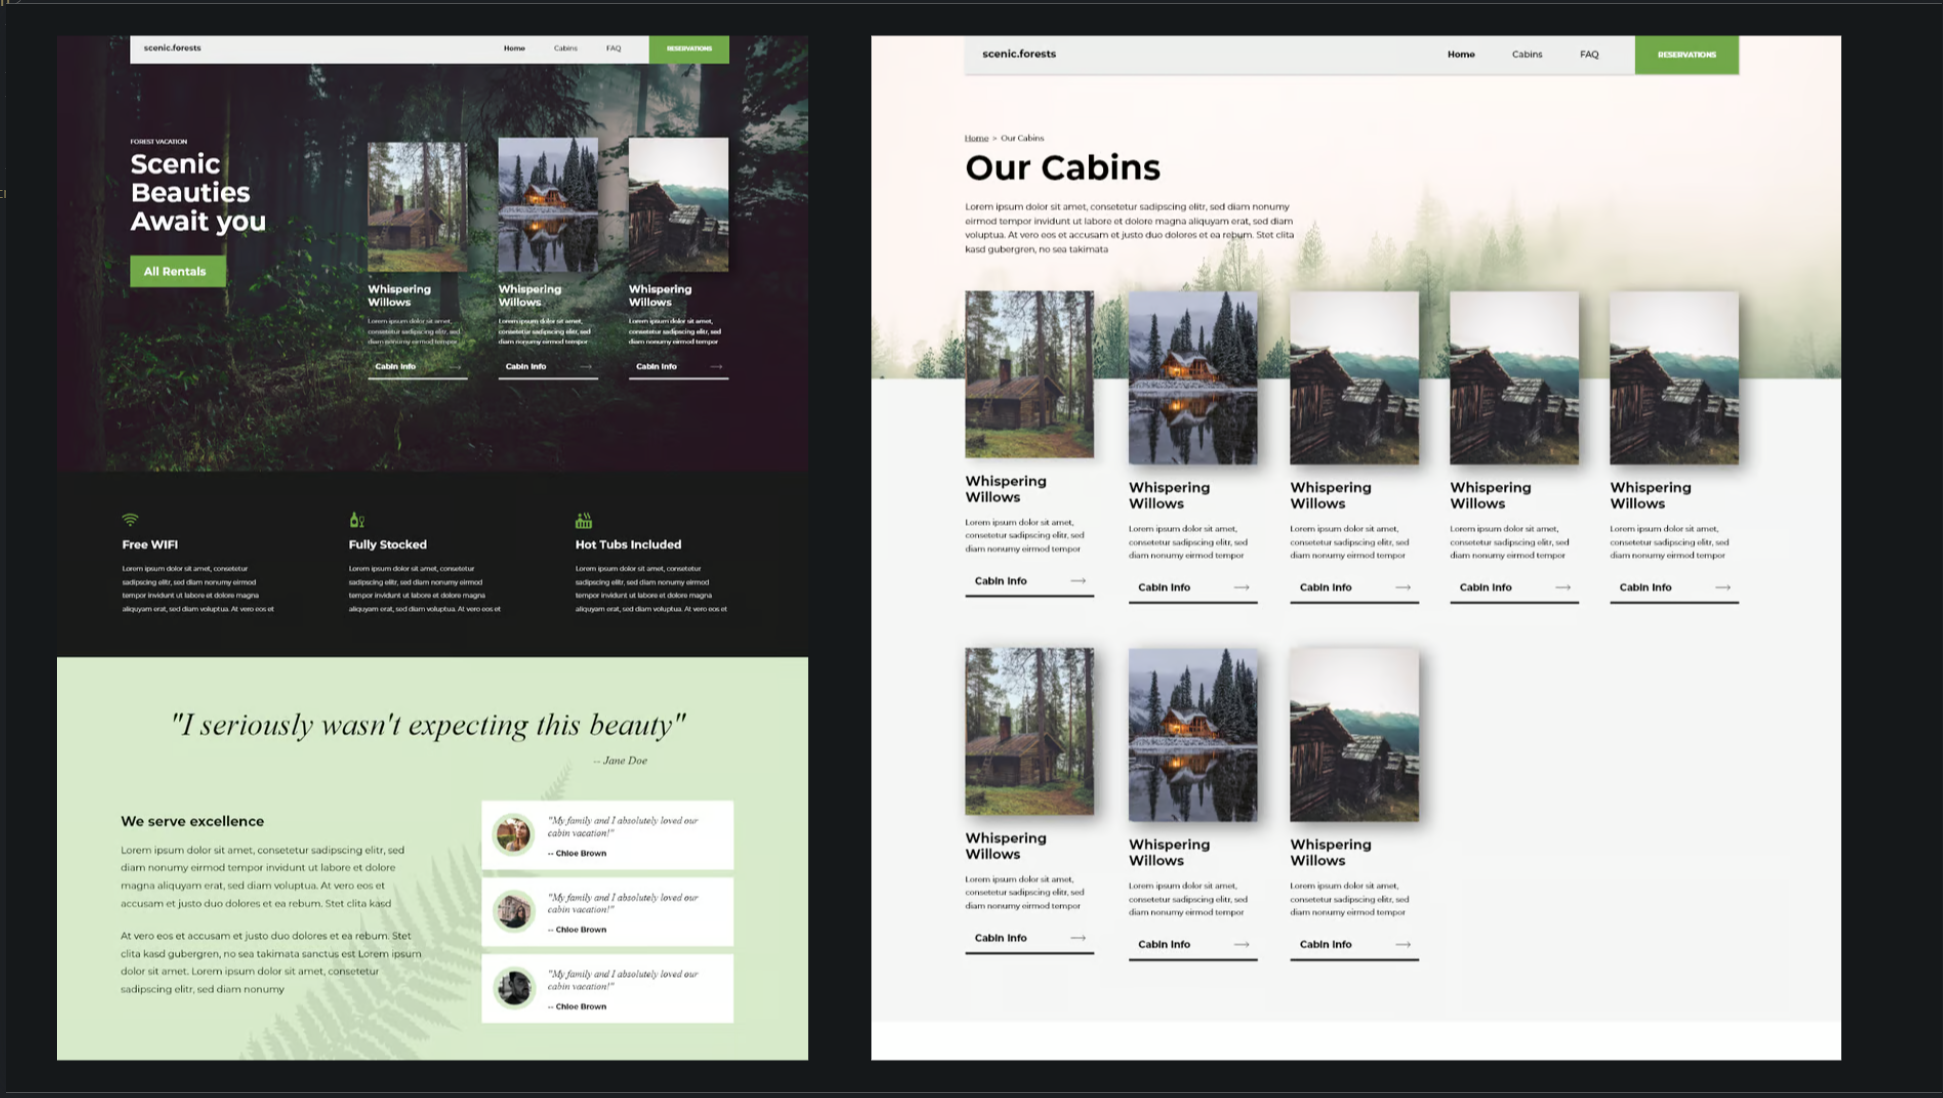 scenic.forests
Home
Cabins
FAQ
RESERVATIONS
FOREST VACATION
Scenic
Beauties
Await you
All Rentals
Whispering
Willows
Lorem ipsum dolor sit amet,
consetetur sadipscing elitr, sed
diam nonumy eirmod tempor
Cabin Info
Whispering
Willows
Lorem ipsum dolor sit amet,
consetetur sadipscing elitr, sed
diam nonumy eirmod tempor
Cabin Info
Whispering
Willows
Lorem ipsum dolor sit amet,
consetetur sadipscing elitr, sed
diam nonumy eirmod tempor
Cabin Info
Free WIFI
Lorem ipsum dolor sit amet, consetetur
sadipscing elitr, sed diam nonumy eirmod
tempor invidunt ut labore et dolore magna
aliquyam erat, sed diam voluptua. At vero eos et
Fully Stocked
Lorem ipsum dolor sit amet, consetetur
sadipscing elitr, sed diam nonumy eirmod
tempor invidunt ut labore et dolore magna
aliquyam erat, sed diam voluptua. At vero eos et
Hot Tubs Included
Lorem ipsum dolor sit amet, consetetur
sadipscing elitr, sed diam nonumy eirmod
tempor invidunt ut labore et dolore magna
aliquyam erat, sed diam voluptua. At vero eos et
"I seriously wasn't expecting this beauty"
-- Jane Doe
We serve excellence
Lorem ipsum dolor sit amet, consetetur sadipscing elitr, sed
diam nonumy eirmod tempor invidunt ut labore et dolore
magna aliquyam erat, sed diam voluptua. At vero eos et
accusam et justo duo dolores et ea rebum. Stet clita kasd
At vero eos et accusam et justo duo dolores et ea rebum. Stet
clita kasd gubergren, no sea takimata sanctus est Lorem ipsum
dolor sit amet. Lorem ipsum dolor sit amet, consetetur
sadipscing elitr, sed diam nonumy
"My family and I absolutely loved our
cabin vacation!"
-- Chloe Brown
"My family and I absolutely loved our
cabin vacation!"
-- Chloe Brown
"My family and I absolutely loved our
cabin vacation!"
-- Chloe Brown
scenic.forests
Home
Cabins
FAQ
RESERVATIONS
Home > Our Cabins
Our Cabins
Lorem ipsum dolor sit amet, consetetur sadipscing elitr, sed diam nonumy
eirmod tempor invidunt ut labore et dolore magna aliquyam erat, sed diam
voluptua. At vero eos et accusam et justo duo dolores et ea rebum. Stet clita
kasd gubergren, no sea takimata
Whispering
Willows
Lorem ipsum dolor sit amet,
consetetur sadipscing elitr, sed
diam nonumy eirmod tempor
Cabin Info
Whispering
Willows
Lorem ipsum dolor sit amet,
consetetur sadipscing elitr, sed
diam nonumy eirmod tempor
Cabin Info
Whispering
Willows
Lorem ipsum dolor sit amet,
consetetur sadipscing elitr, sed
diam nonumy eirmod tempor
Cabin Info
Whispering
Willows
Lorem ipsum dolor sit amet,
consetetur sadipscing elitr, sed
diam nonumy eirmod tempor
Cabin Info
Whispering
Willows
Lorem ipsum dolor sit amet,
consetetur sadipscing elitr, sed
diam nonumy eirmod tempor
Cabin Info
Whispering
Willows
Lorem ipsum dolor sit amet,
consetetur sadipscing elitr, sed
diam nonumy eirmod tempor
Cabin Info
Whispering
Willows
Lorem ipsum dolor sit amet,
consetetur sadipscing elitr, sed
diam nonumy eirmod tempor
Cabin Info
Whispering
Willows
Lorem ipsum dolor sit amet,
consetetur sadipscing elitr, sed
diam nonumy eirmod tempor
Cabin Info